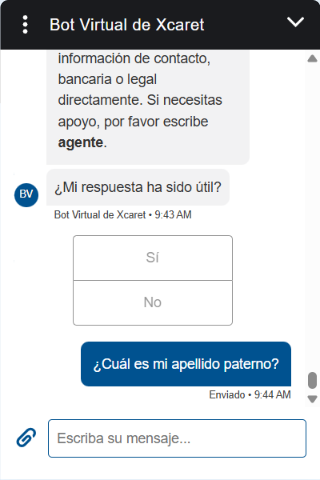 Bot Virtual de Xcaret
información de contacto,
bancaria o legal
directamente. Si necesitas
apoyo, por favor escribe
agente.
BV
¿Mi respuesta ha sido útil?
Bot Virtual de Xcaret • 9:43 AM
Sí
No
¿Cuál es mi apellido paterno?
Enviado • 9:44 AM
Escriba su mensaje...